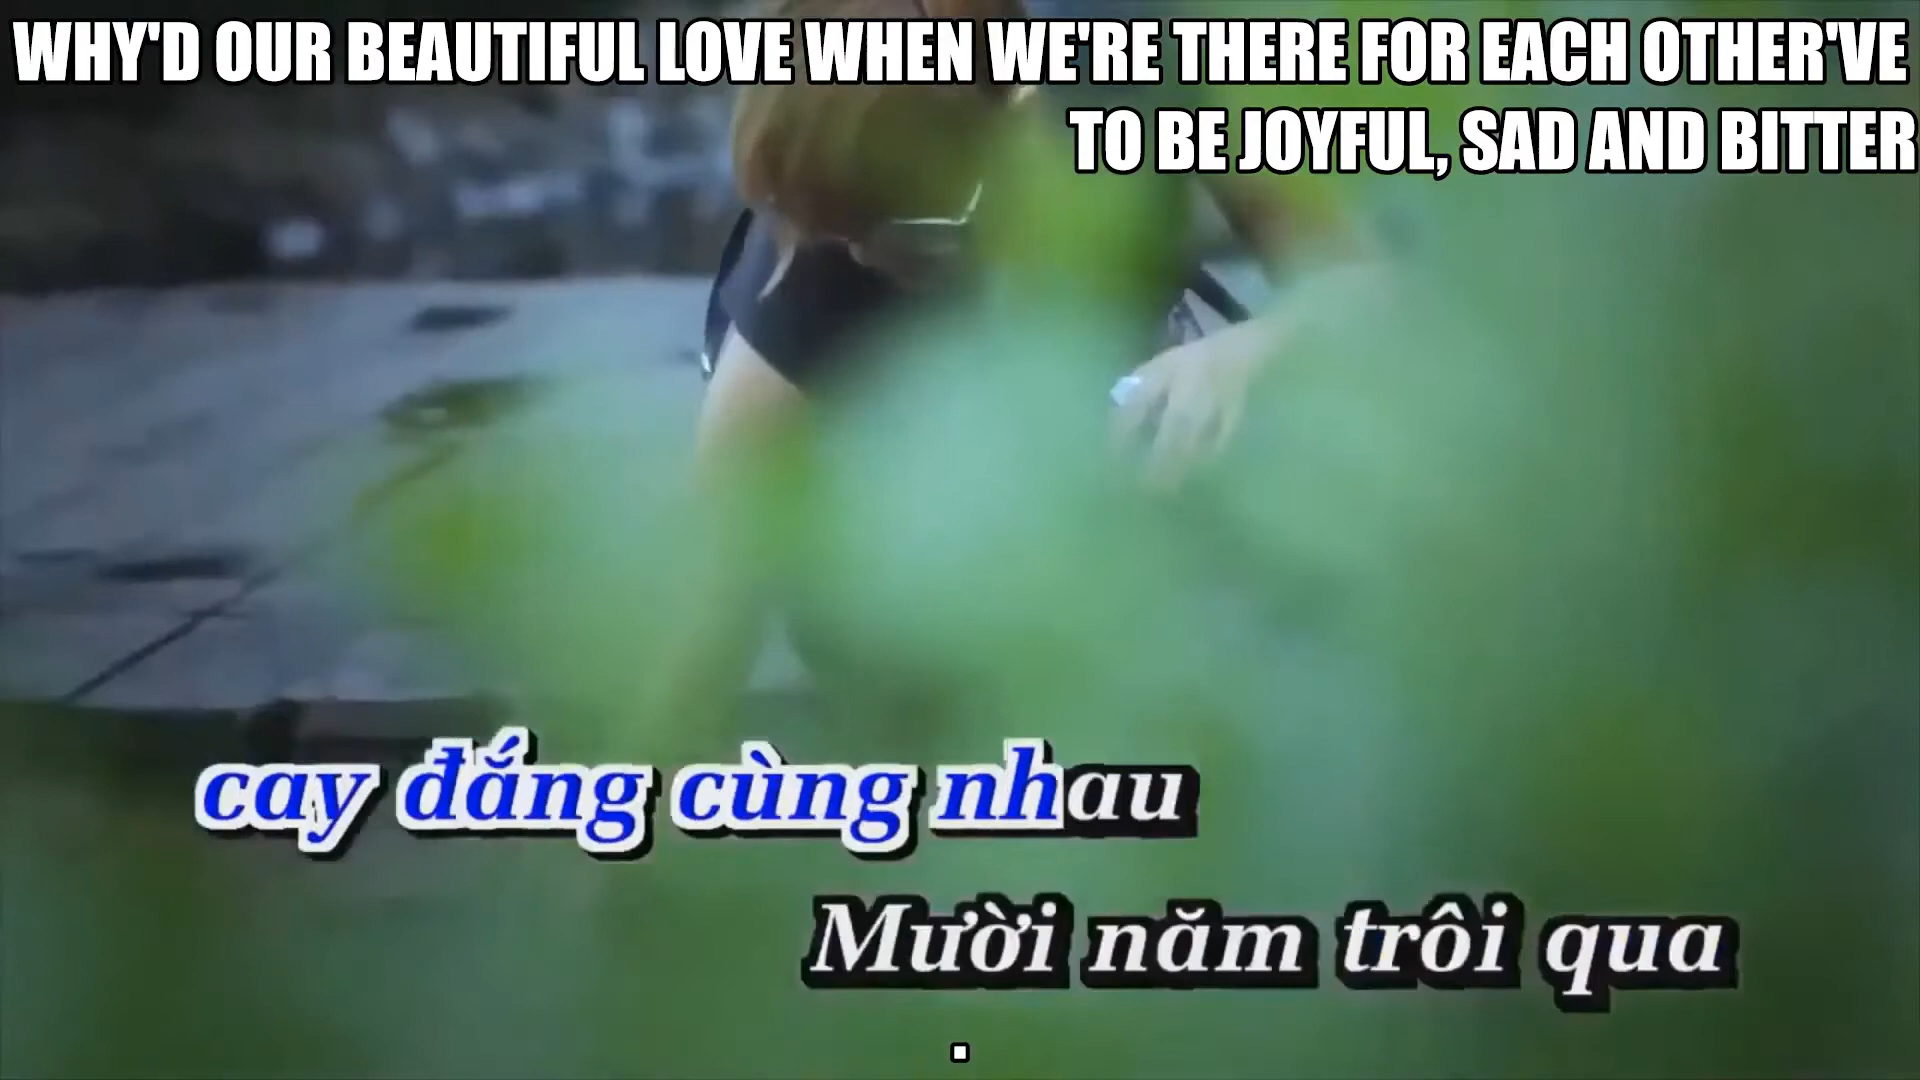 WHY'D OUR BEAUTIFUL LOVE WHEN WE'RE THERE FOR EACH OTHER'VE
TO BE JOYFUL, SAD AND BITTER
cay đắng cùng nhau
Mười năm trôi qua
.